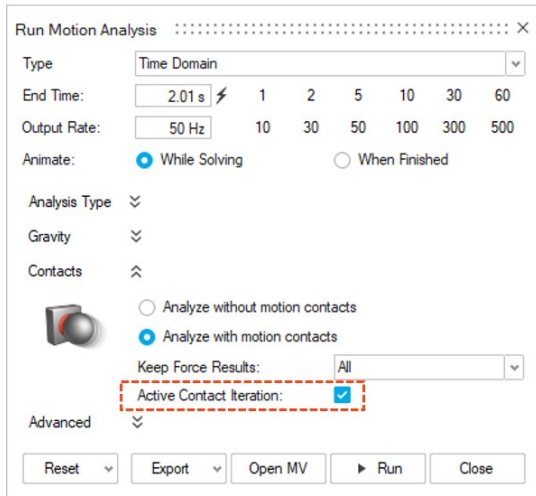 Run Motion Analysis
Type Time Domain
End Time: 2.01 s 1 2 5 10 30 60
Output Rate: 50 Hz 10 30 50 100 300 500
Animate: While Solving When Finished
Analysis Type
Gravity
Contacts
Analyze without motion contacts
Analyze with motion contacts
Keep Force Results: All
Active Contact Iteration:
Advanced
Reset Export Open MV Run Close